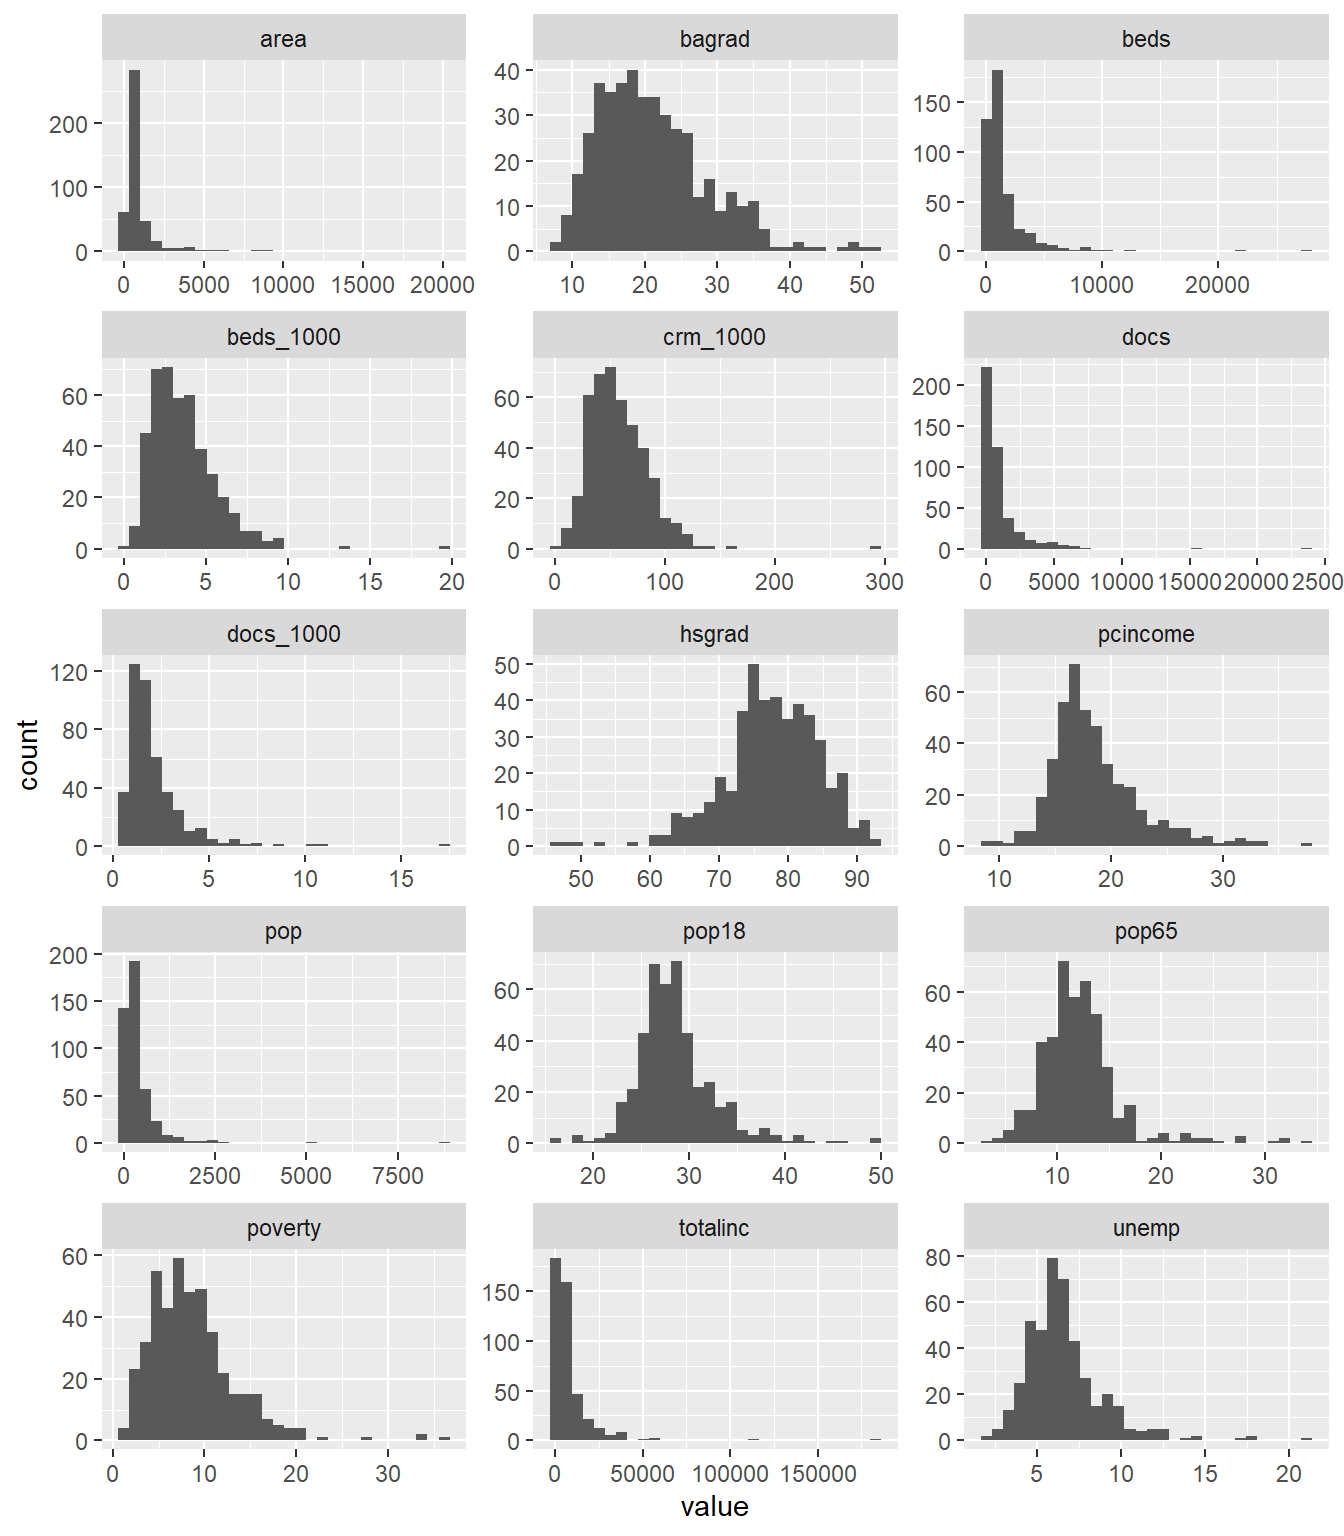 area bagrad beds
200
100
0
0 5000 10000 15000 20000
40
30
20
10
0
10 20 30 40 50
150
100
50
0
0 10000 20000
beds_1000 crm_1000 docs
60
40
20
0
0 5 10 15 20
60
40
20
0
0 100 200 300
200
150
100
50
0
0 5000 10000 15000 20000 2500
docs_1000 hsgrad pcincome
120
80
40
0
0 5 10 15
50
40
30
20
10
0
50 60 70 80 90
60
40
20
0
10 20 30
count
pop pop18 pop65
200
150
100
50
0
0 2500 5000 7500
60
40
20
0
20 30 40 50
60
40
20
0
10 20 30
poverty totalinc unemp
60
40
20
0
0 10 20 30
150
100
50
0
0 50000 100000 150000
80
60
40
20
0
5 10 15 20
value